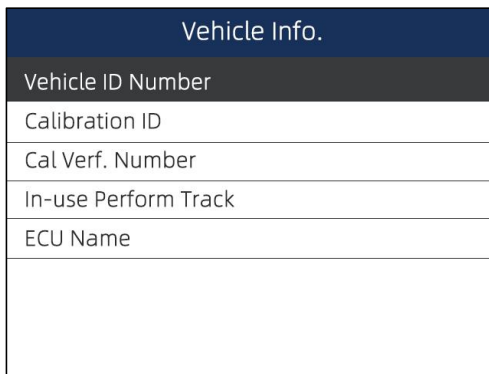 Vehicle Info.
Vehicle ID Number
Calibration ID
Cal Verf. Number
In-use Perform Track
ECU Name